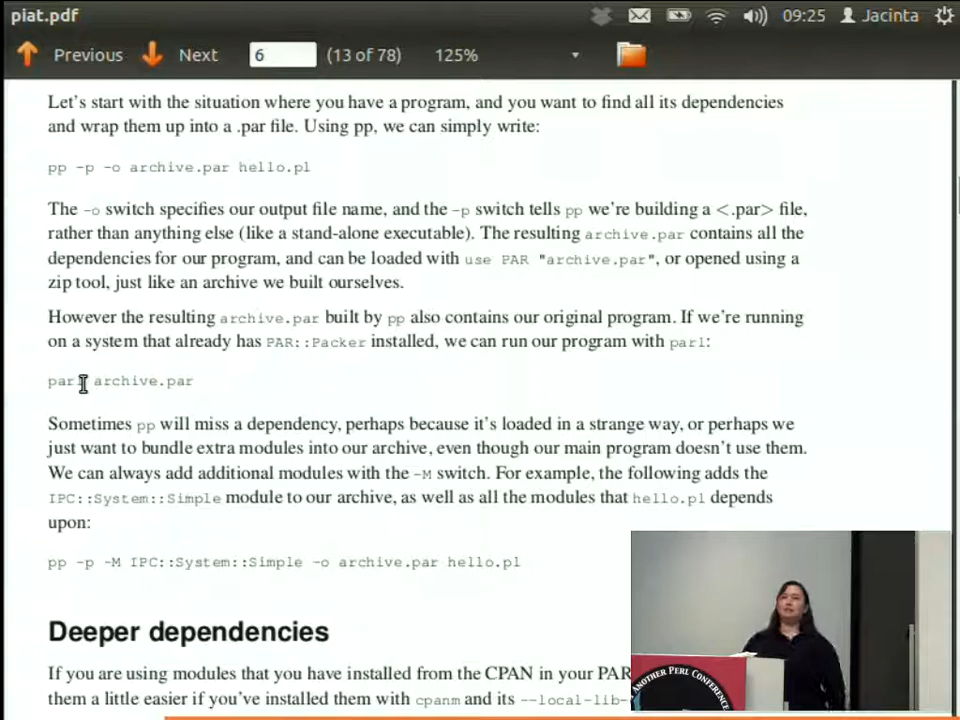 piat.pdf
09:25
Jacinta
Previous
Next
6
(13 of 78)
125%
Let's start with the situation where you have a program, and you want to find all its dependencies
and wrap them up into a .par file. Using pp, we can simply write:
pp -p -o archive.par hello.pl
The -o switch specifies our output file name, and the -p switch tells pp we're building a <.par> file,
rather than anything else (like a stand-alone executable). The resulting archive.par contains all the
dependencies for our program, and can be loaded with use PAR "archive.par", or opened using a
zip tool, just like an archive we built ourselves.
However the resulting archive.par built by pp also contains our original program. If we're running
on a system that already has PAR::Packer installed, we can run our program with parl:
parl archive.par
Sometimes pp will miss a dependency, perhaps because it's loaded in a strange way, or perhaps we
just want to bundle extra modules into our archive, even though our main program doesn't use them.
We can always add additional modules with the -M switch. For example, the following adds the
IPC::System::Simple module to our archive, as well as all the modules that hello.pl depends
upon:
pp -p -M IPC::System::Simple -o archive.par hello.pl
Deeper dependencies
If you are using modules that you have installed from the CPAN in your PAR
them a little easier if you've installed them with cpanm and its --local-lib-
ANOTHER PERL CONFERENCE